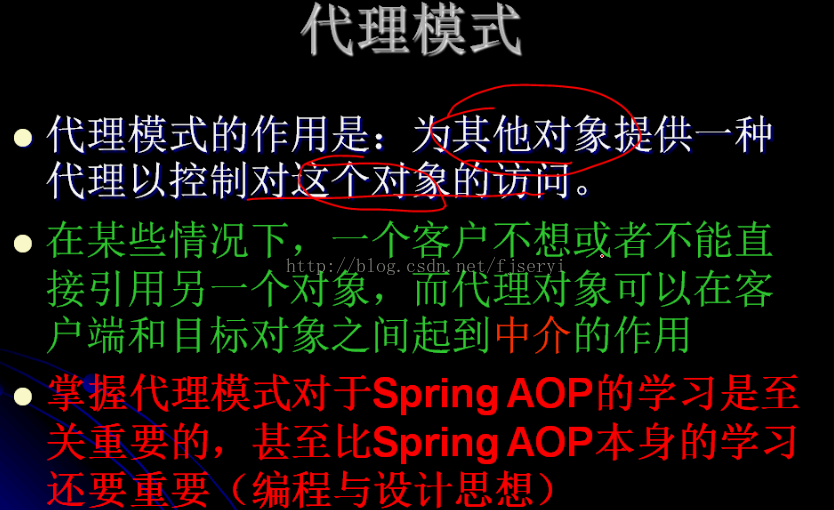 代理模式
代理模式的作用是：为其他对象提供一种
代理以控制对这个对象的访问。
在某些情况下，一个客户不想或者不能直
http://blog.csdn.net/fjseryi
接引用另一个对象，而代理对象可以在客
户端和目标对象之间起到中介的作用
掌握代理模式对于Spring AOP的学习是至
关重要的，甚至比Spring AOP本身的学习
还要重要（编程与设计思想）